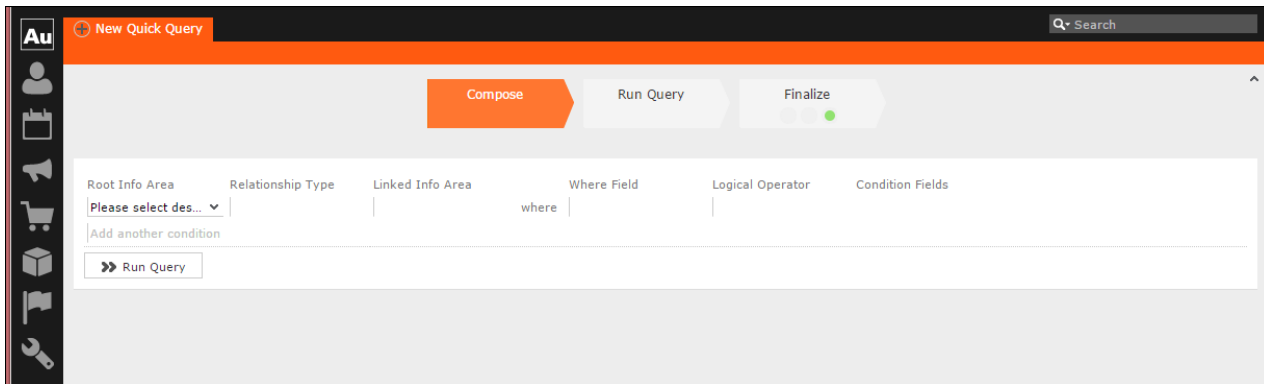 Au
New Quick Query
Search
Compose
Run Query
Finalize
Root Info Area
Relationship Type
Linked Info Area
Where Field
Logical Operator
Condition Fields
Please select des...
where
Add another condition
Run Query